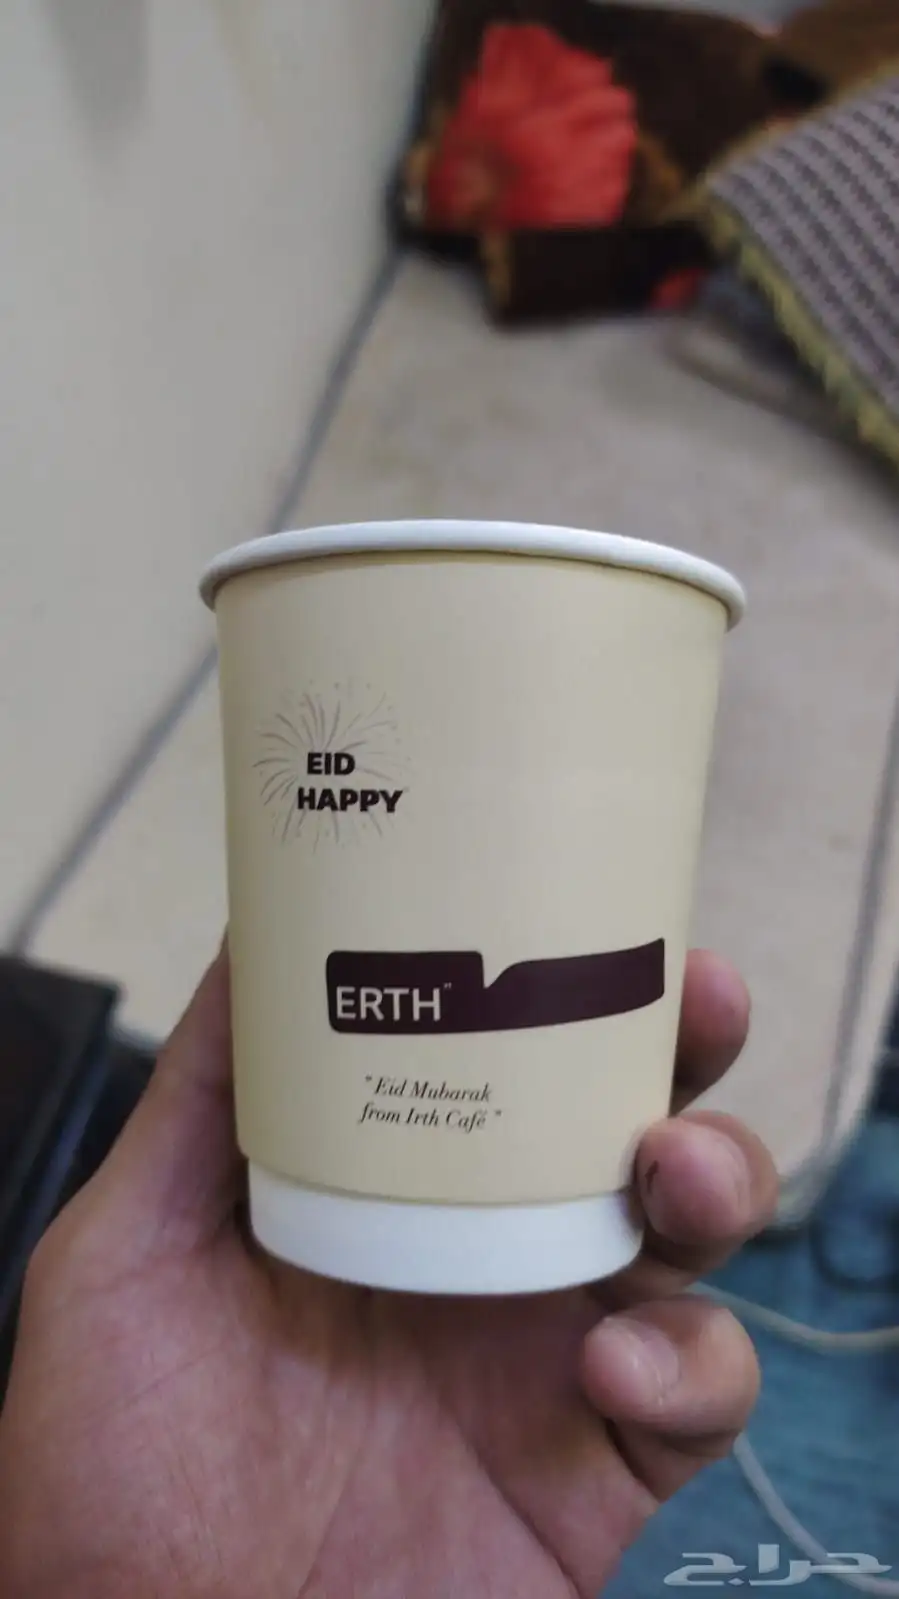 EID
HAPPY
ERTH"
" Eid Mubarak
from Irth Café "
حراج